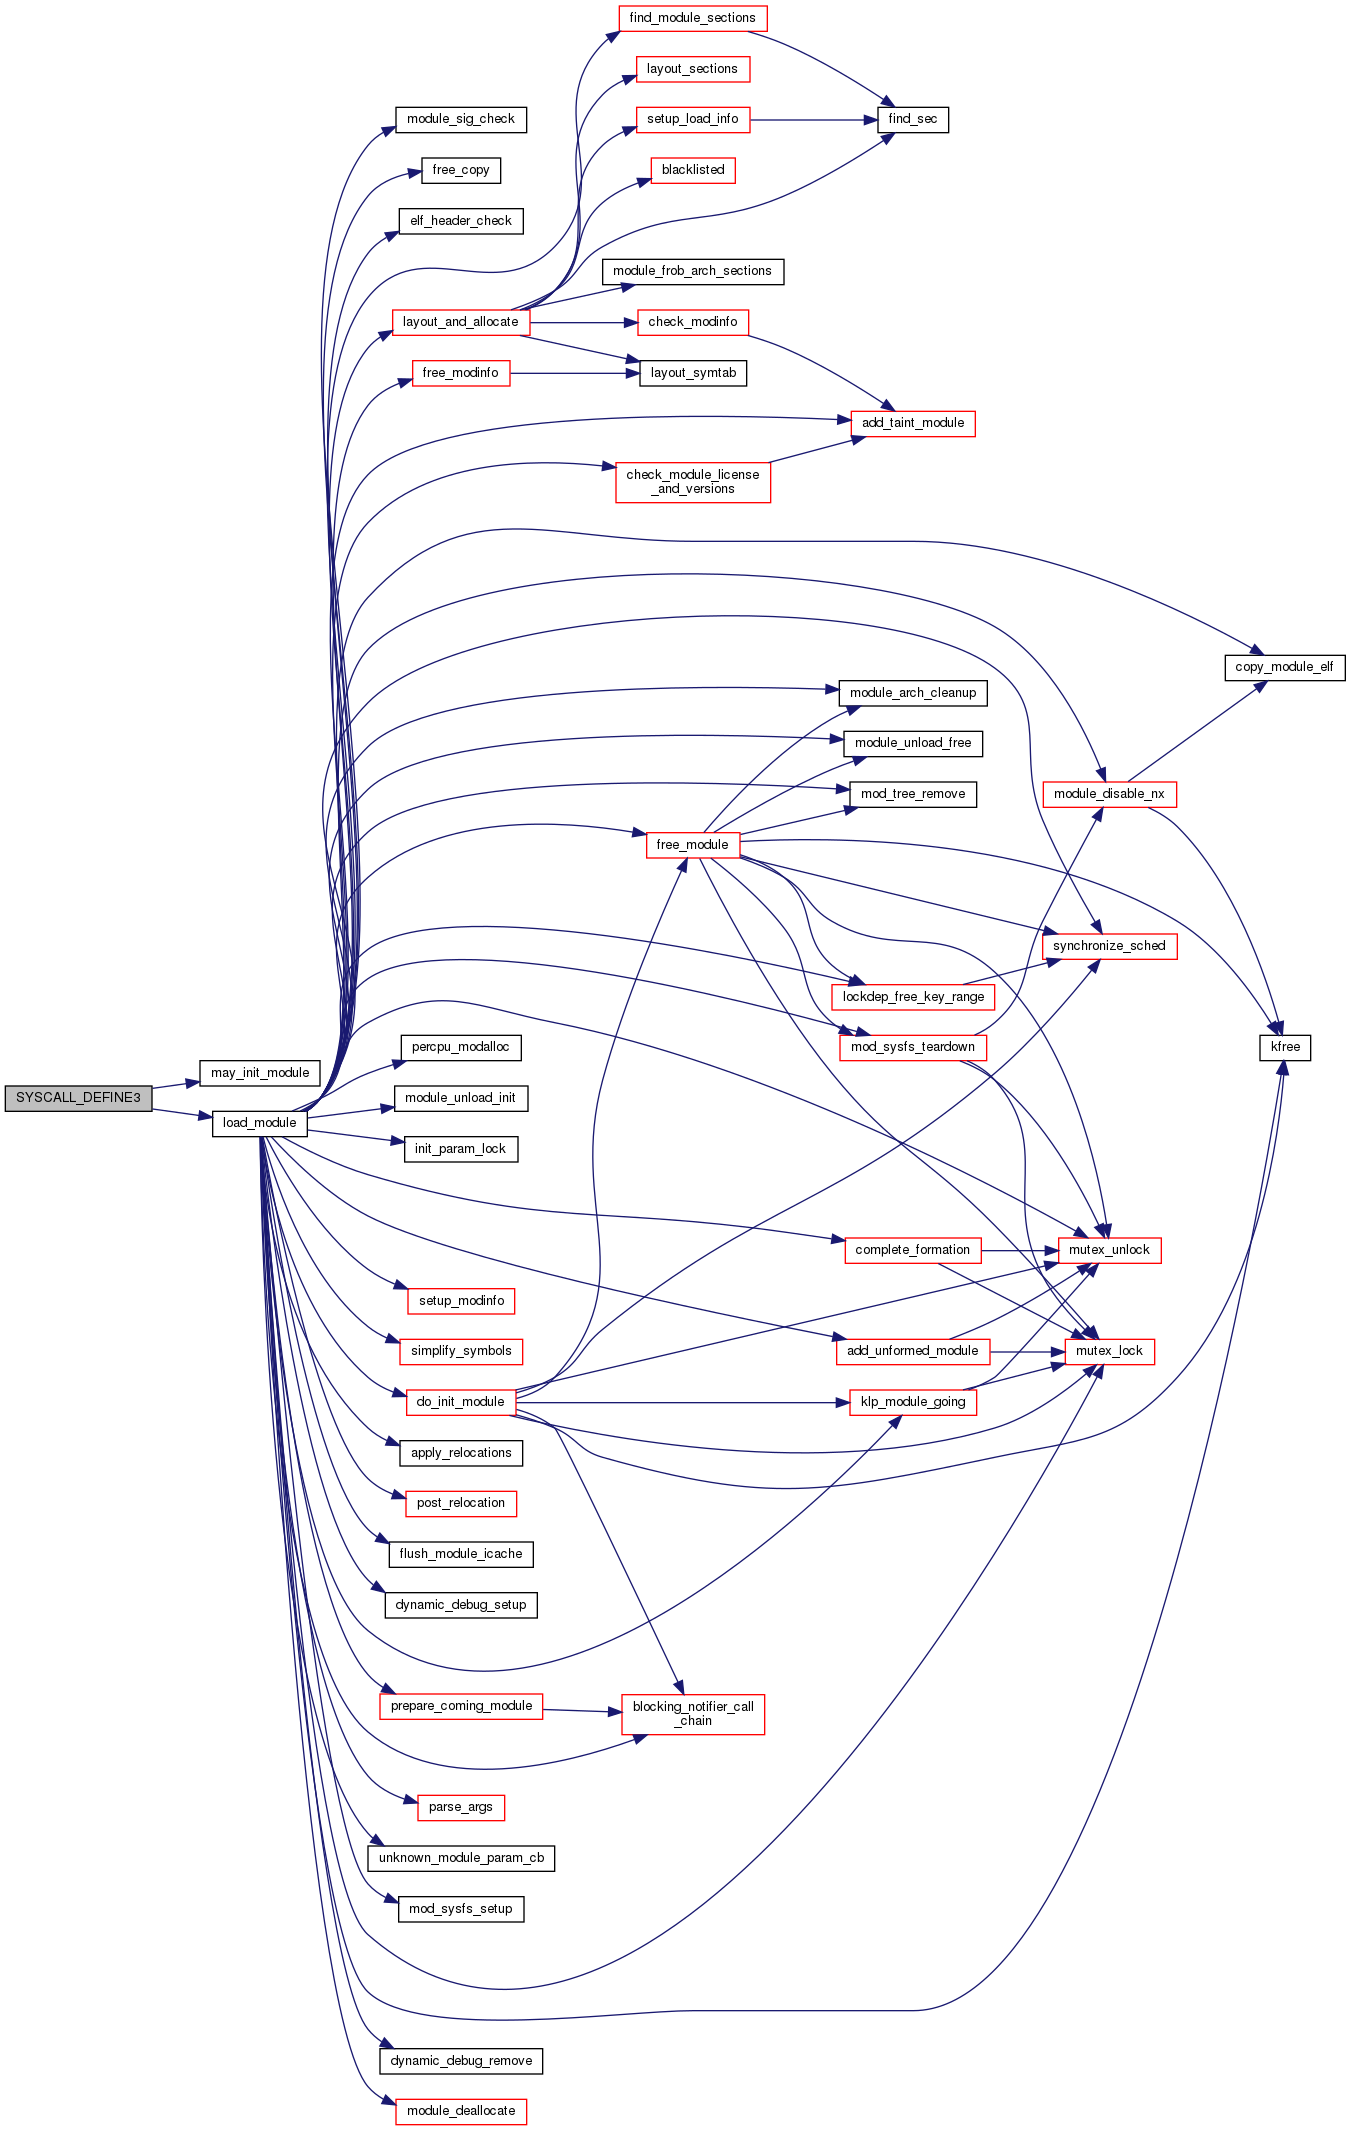 find_module_sections
layout_sections
module_sig_check
setup_load_info
find_sec
free_copy
blacklisted
elf_header_check
module_frob_arch_sections
layout_and_allocate
check_modinfo
free_modinfo
layout_symtab
add_taint_module
check_module_license
_and_versions
copy_module_elf
module_arch_cleanup
module_unload_free
mod_tree_remove
module_disable_nx
free_module
synchronize_sched
lockdep_free_key_range
percpu_modalloc
mod_sysfs_teardown
kfree
may_init_module
SYSCALL_DEFINE3
module_unload_init
load_module
init_param_lock
complete_formation
mutex_unlock
setup_modinfo
simplify_symbols
add_unformed_module
mutex_lock
do_init_module
klp_module_going
apply_relocations
post_relocation
flush_module_icache
dynamic_debug_setup
prepare_coming_module
blocking_notifier_call
_chain
parse_args
unknown_module_param_cb
mod_sysfs_setup
dynamic_debug_remove
module_deallocate